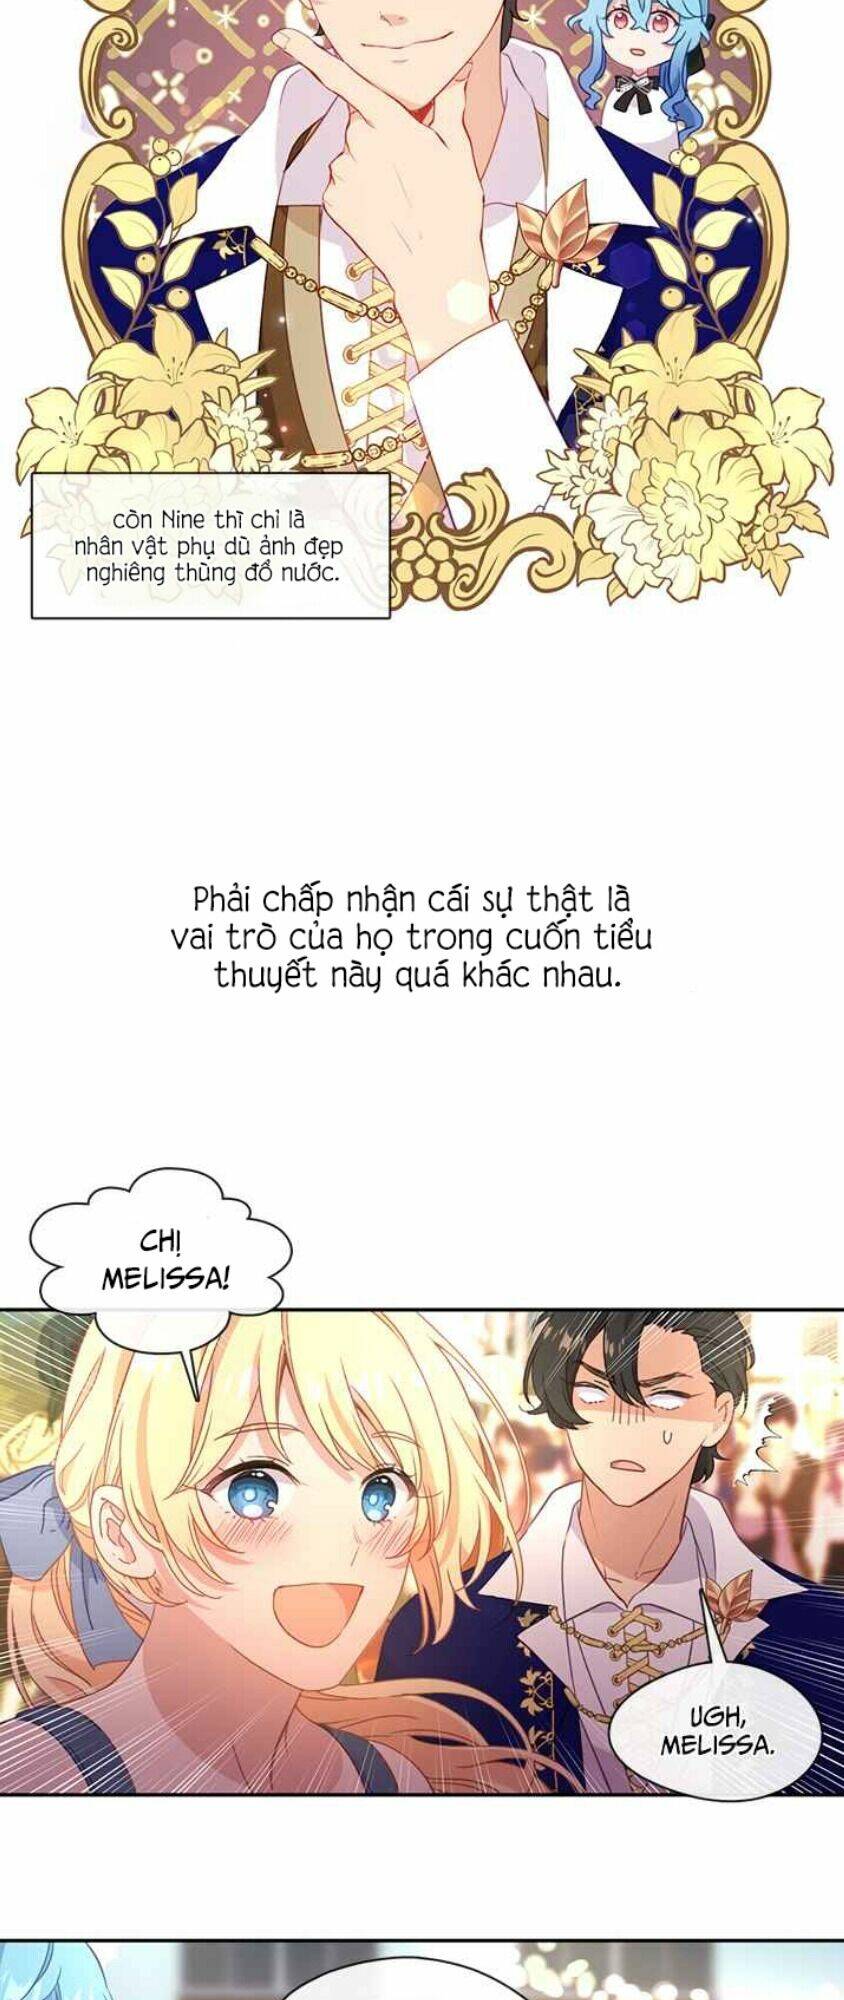 còn Nine thì chỉ là
nhân vật phụ dù ảnh đẹp
nghiêng thùng đổ nước.
Phải chấp nhận cái sự thật là
vai trò của họ trong cuốn tiểu
thuyết này quá khác nhau.
CHỊ
MELISSA!
UGH,
MELISSA.